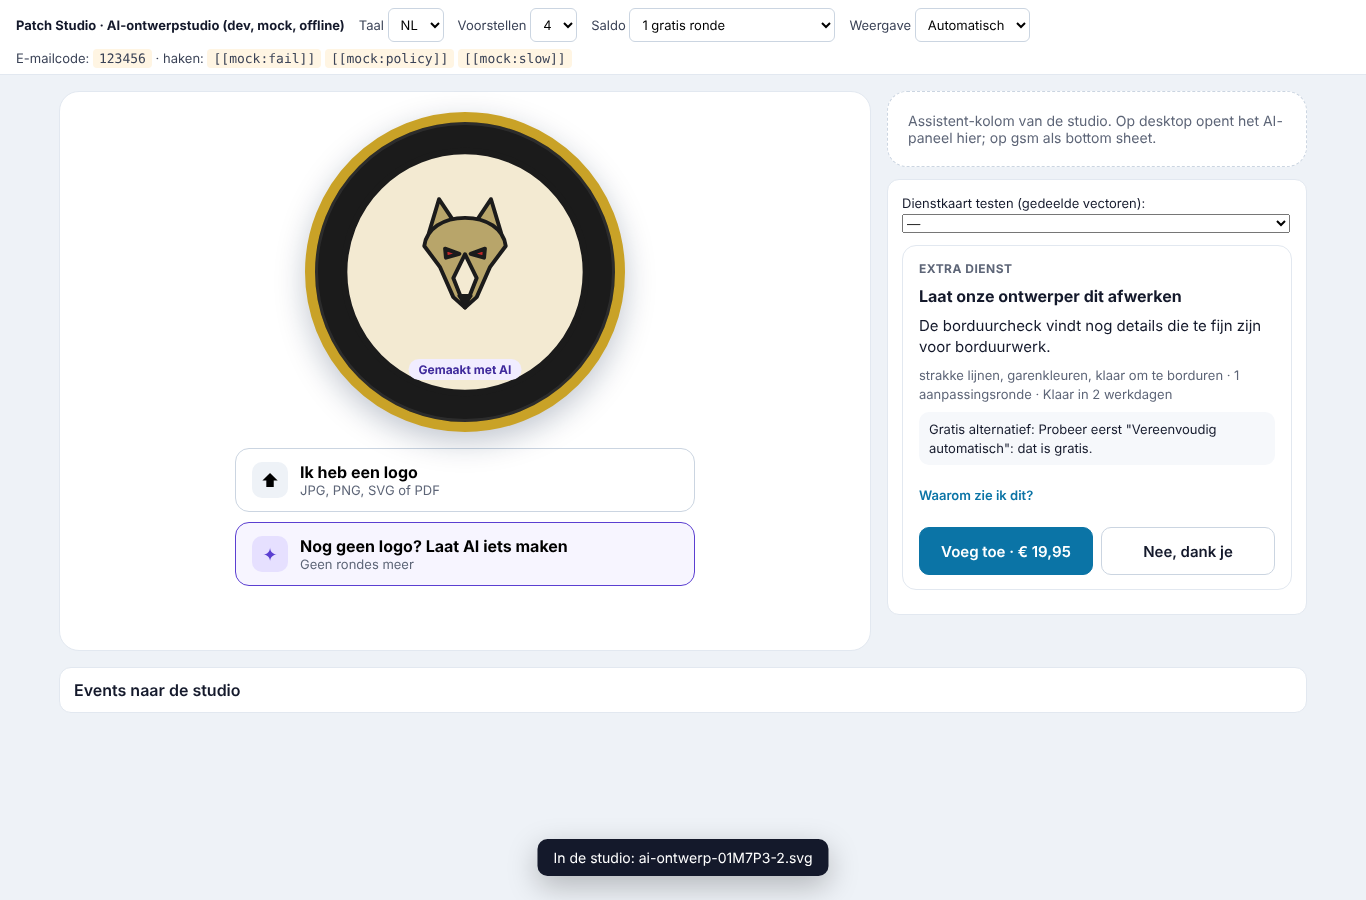 Patch Studio · AI-ontwerpstudio (dev, mock, offline) Taal NL Voorstellen 4 Saldo 1 gratis ronde Weergave Automatisch
E-mailcode: 123456 · haken: [[mock:fail]] [[mock:policy]] [[mock:slow]]
Gemaakt met AI
Ik heb een logo
JPG, PNG, SVG of PDF
Nog geen logo? Laat AI iets maken
Geen rondes meer
Assistent-kolom van de studio. Op desktop opent het AI-
paneel hier; op gsm als bottom sheet.
Dienstkaart testen (gedeelde vectoren):
—
EXTRA DIENST
Laat onze ontwerper dit afwerken
De borduurcheck vindt nog details die te fijn zijn
voor borduurwerk.
strakke lijnen, garenkleuren, klaar om te borduren · 1
aanpassingsronde · Klaar in 2 werkdagen
Gratis alternatief: Probeer eerst "Vereenvoudig
automatisch": dat is gratis.
Waarom zie ik dit?
Voeg toe · € 19,95 Nee, dank je
Events naar de studio
In de studio: ai-ontwerp-01M7P3-2.svg